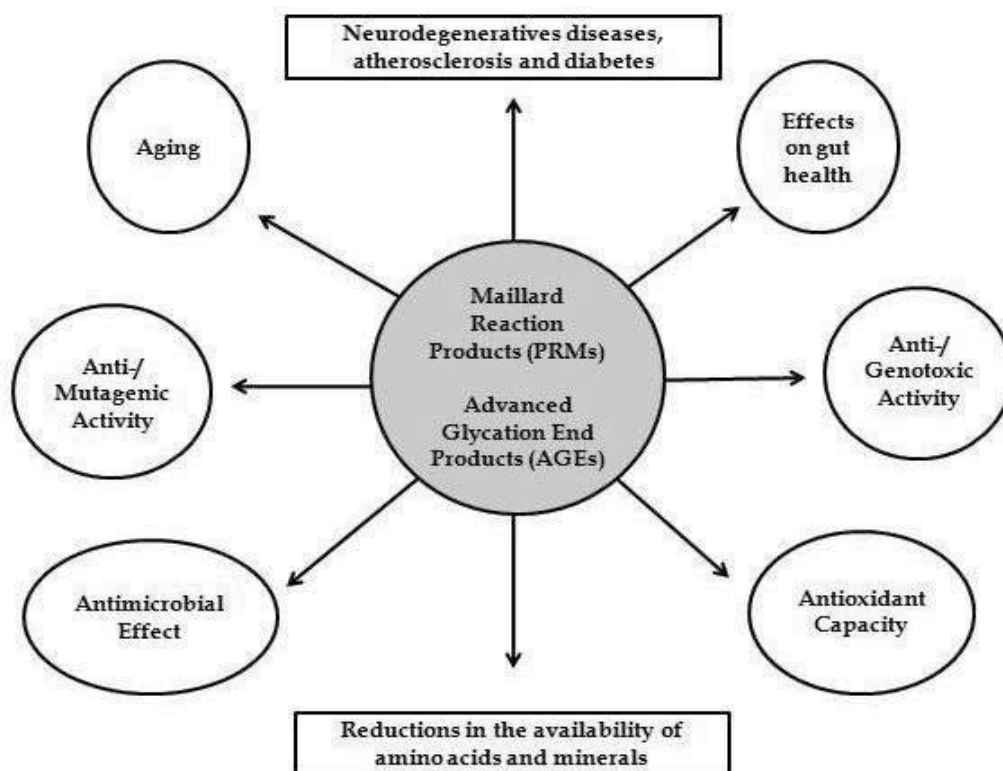 Neurodegeneratives diseases,
atherosclerosis and diabetes
Aging
Effects
on gut
health
Maillard
Reaction
Products (PRMs)
Advanced
Glycation End
Products (AGEs)
Anti-/
Mutagenic
Activity
Anti-/
Genotoxic
Activity
Antimicrobial
Effect
Antioxidant
Capacity
Reductions in the availability of
amino acids and minerals